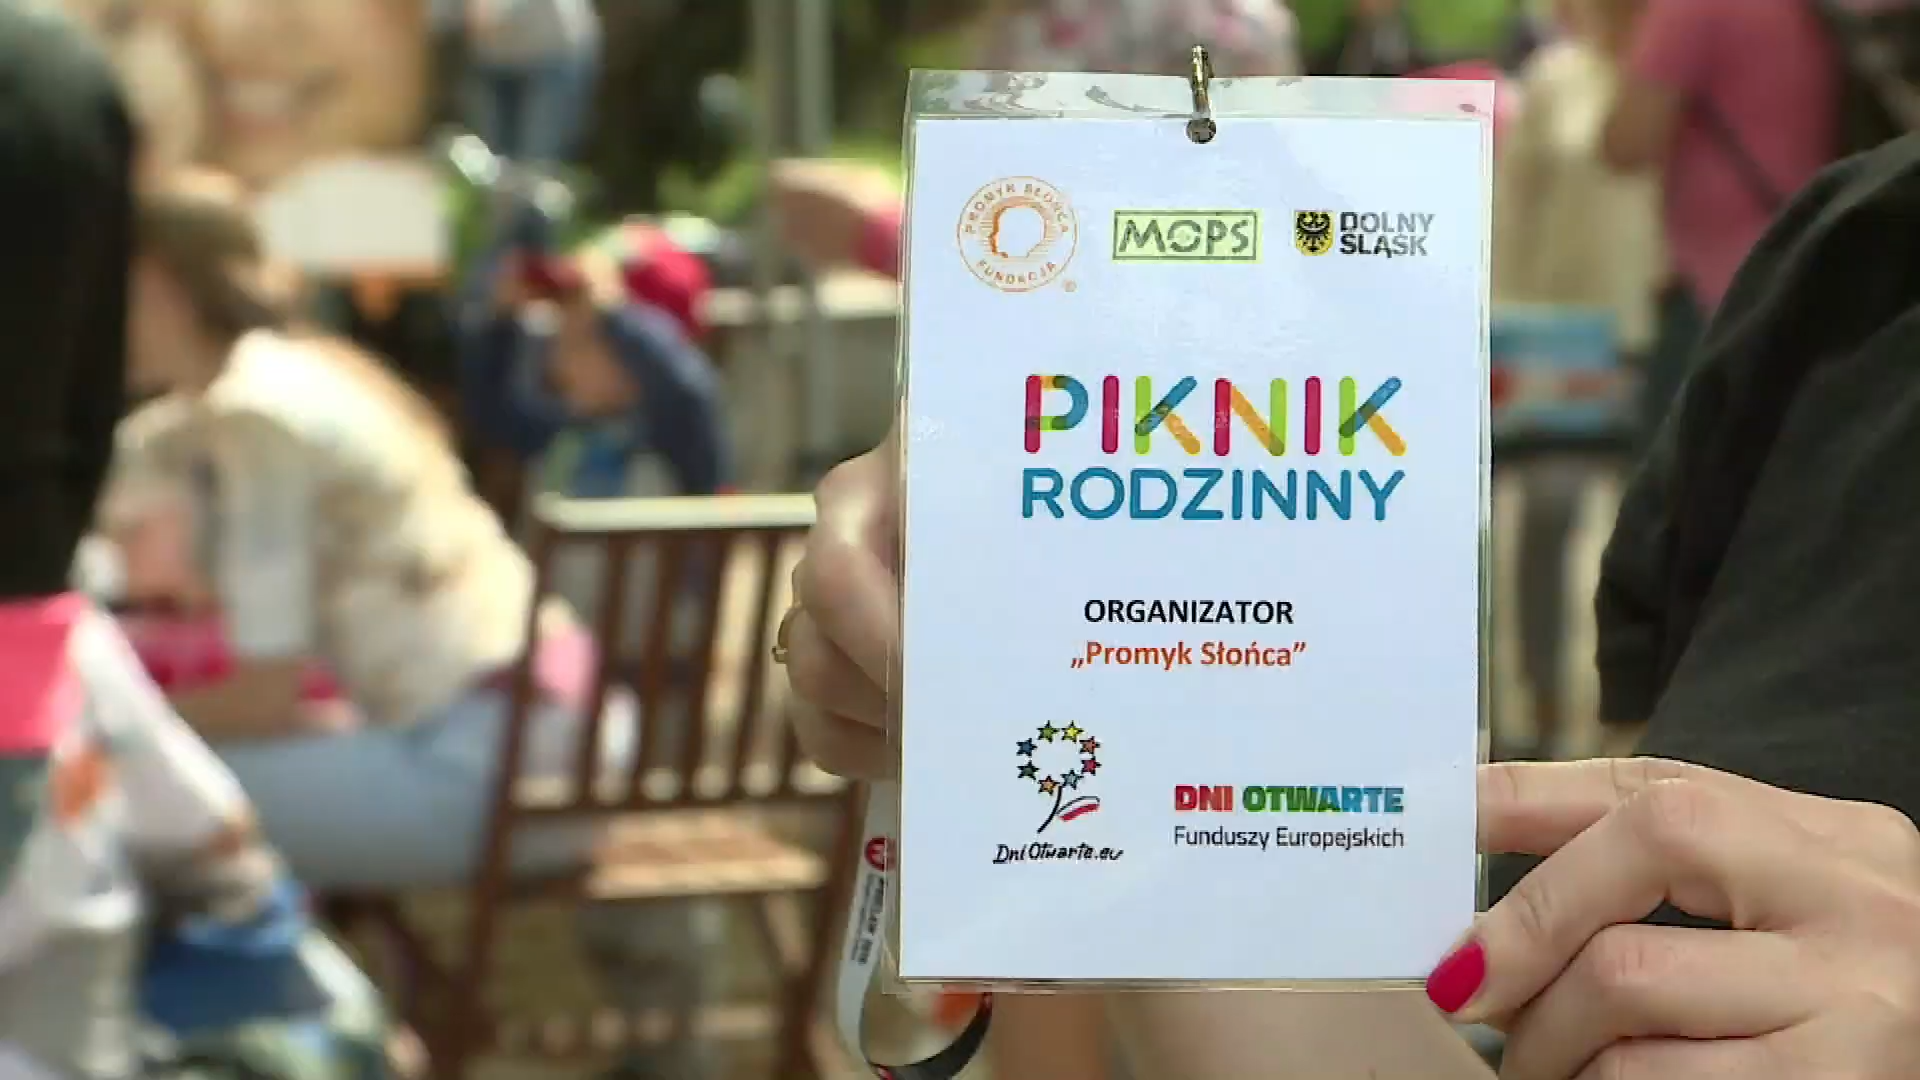 PROMYK SŁOŃCA
FUNDACJA
MOPS
DOLNY
ŚLĄSK
PIKNIK
RODZINNY
ORGANIZATOR
„Promyk Słońca”
DniOtwarte.eu
DNI OTWARTE
Funduszy Europejskich